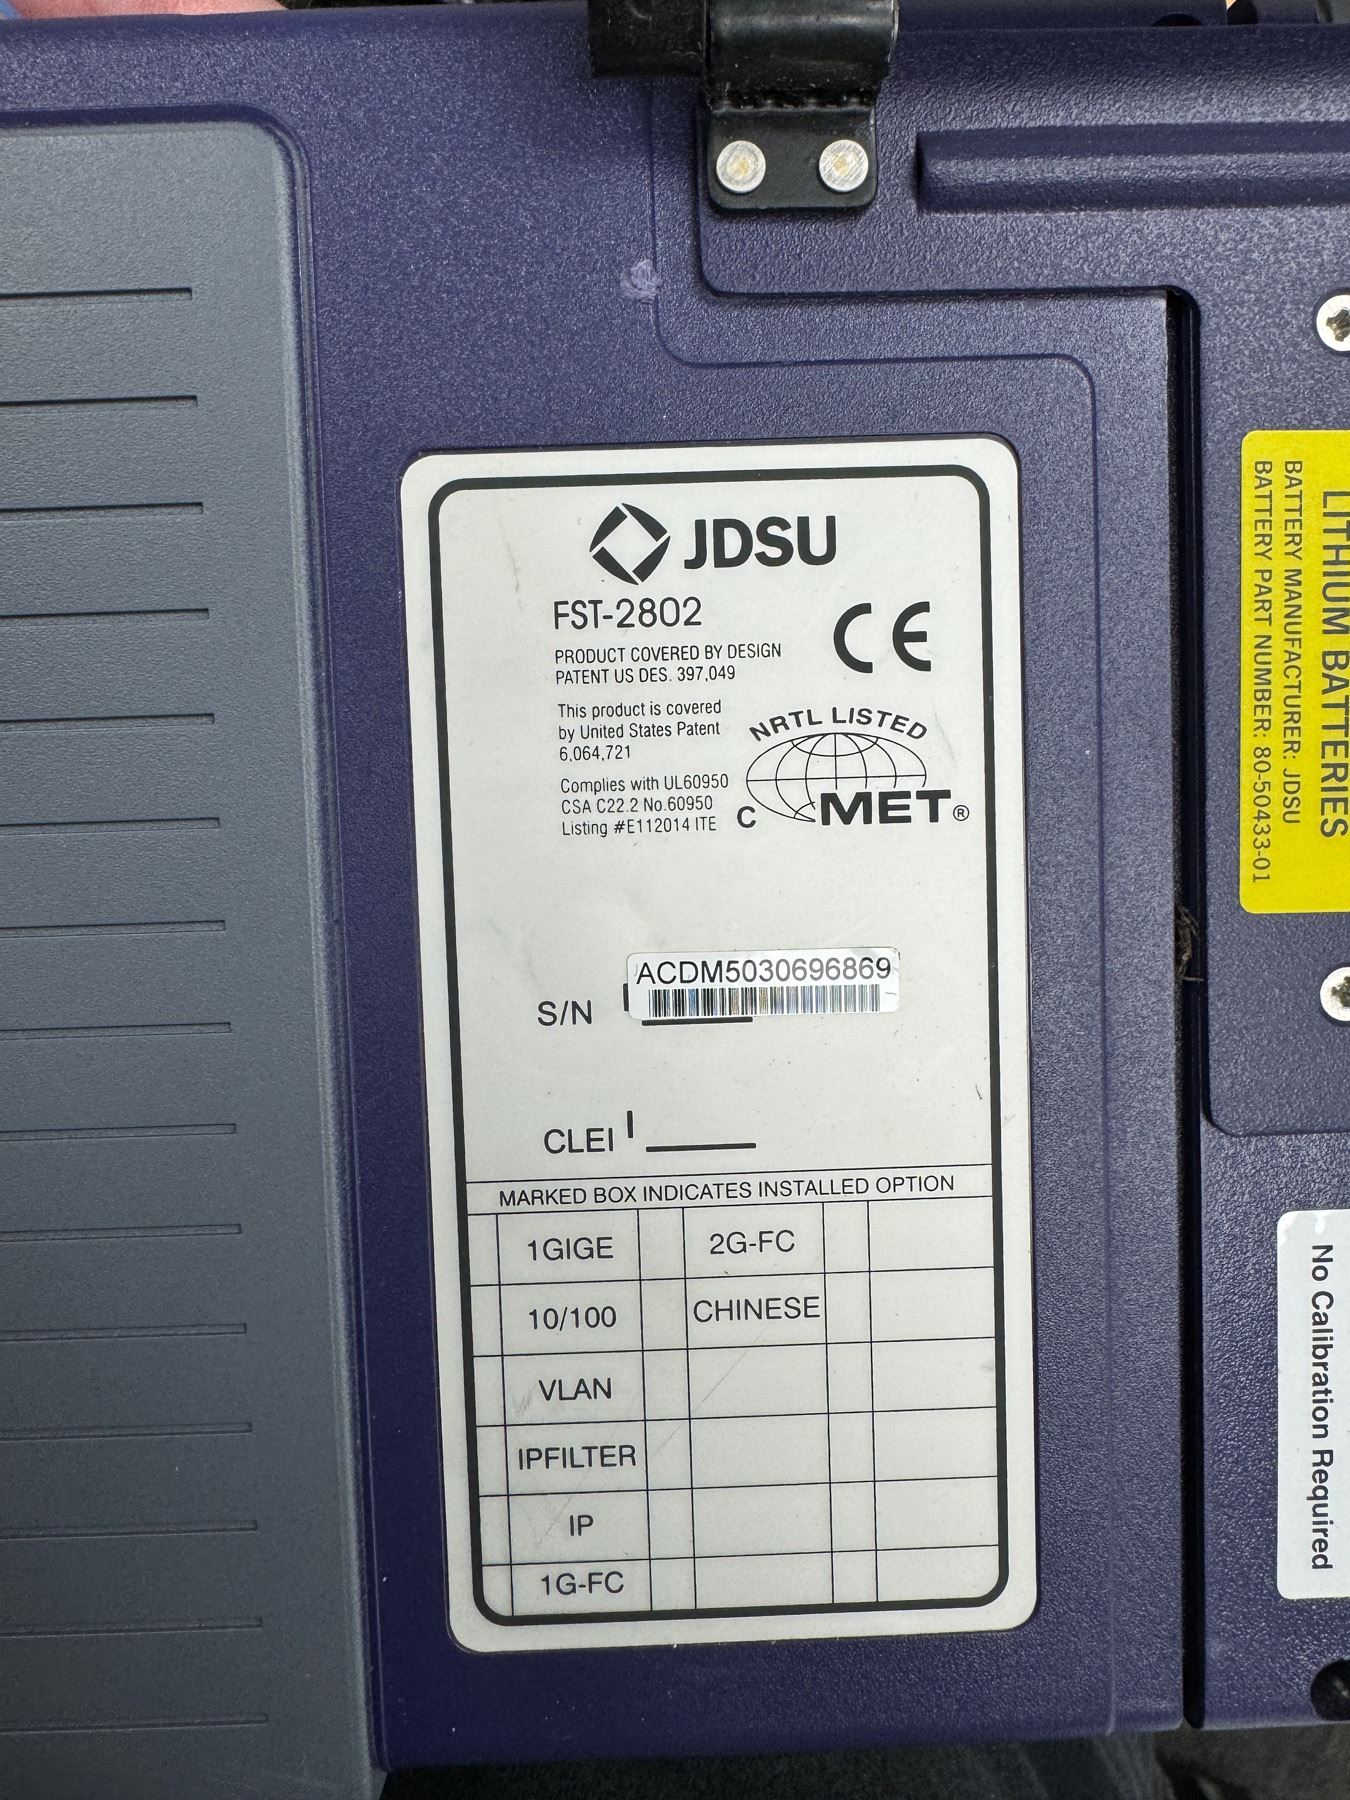 JDSU
FST-2802
PRODUCT COVERED BY DESIGN
PATENT US DES. 397,049
This product is covered
by United States Patent
6,064,721
Complies with UL60950
CSA C22.2 No.60950
Listing #E112014 ITE
CE
NRTL LISTED
C MET®
S/N ACDM5030696869
CLEI
MARKED BOX INDICATES INSTALLED OPTION
1GIGE 2G-FC
10/100 CHINESE
VLAN
IPFILTER
IP
1G-FC
LITHIUM BATTERIES
BATTERY MANUFACTURER: JDSU
BATTERY PART NUMBER: 80-50433-01
No Calibration Required